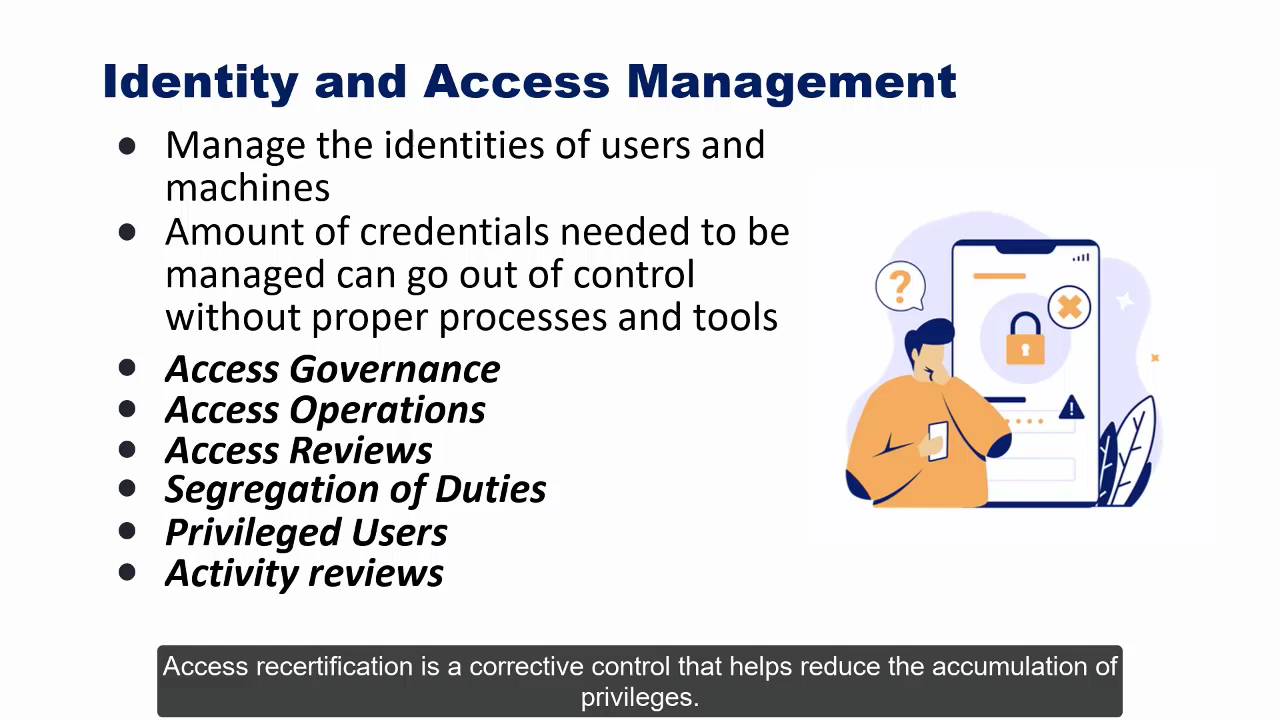 Identity and Access Management
● Manage the identities of users and
machines
● Amount of credentials needed to be
managed can go out of control
without proper processes and tools
● Access Governance
● Access Operations
● Access Reviews
● Segregation of Duties
● Privileged Users
● Activity reviews
?
!
Access recertification is a corrective control that helps reduce the accumulation of
privileges.